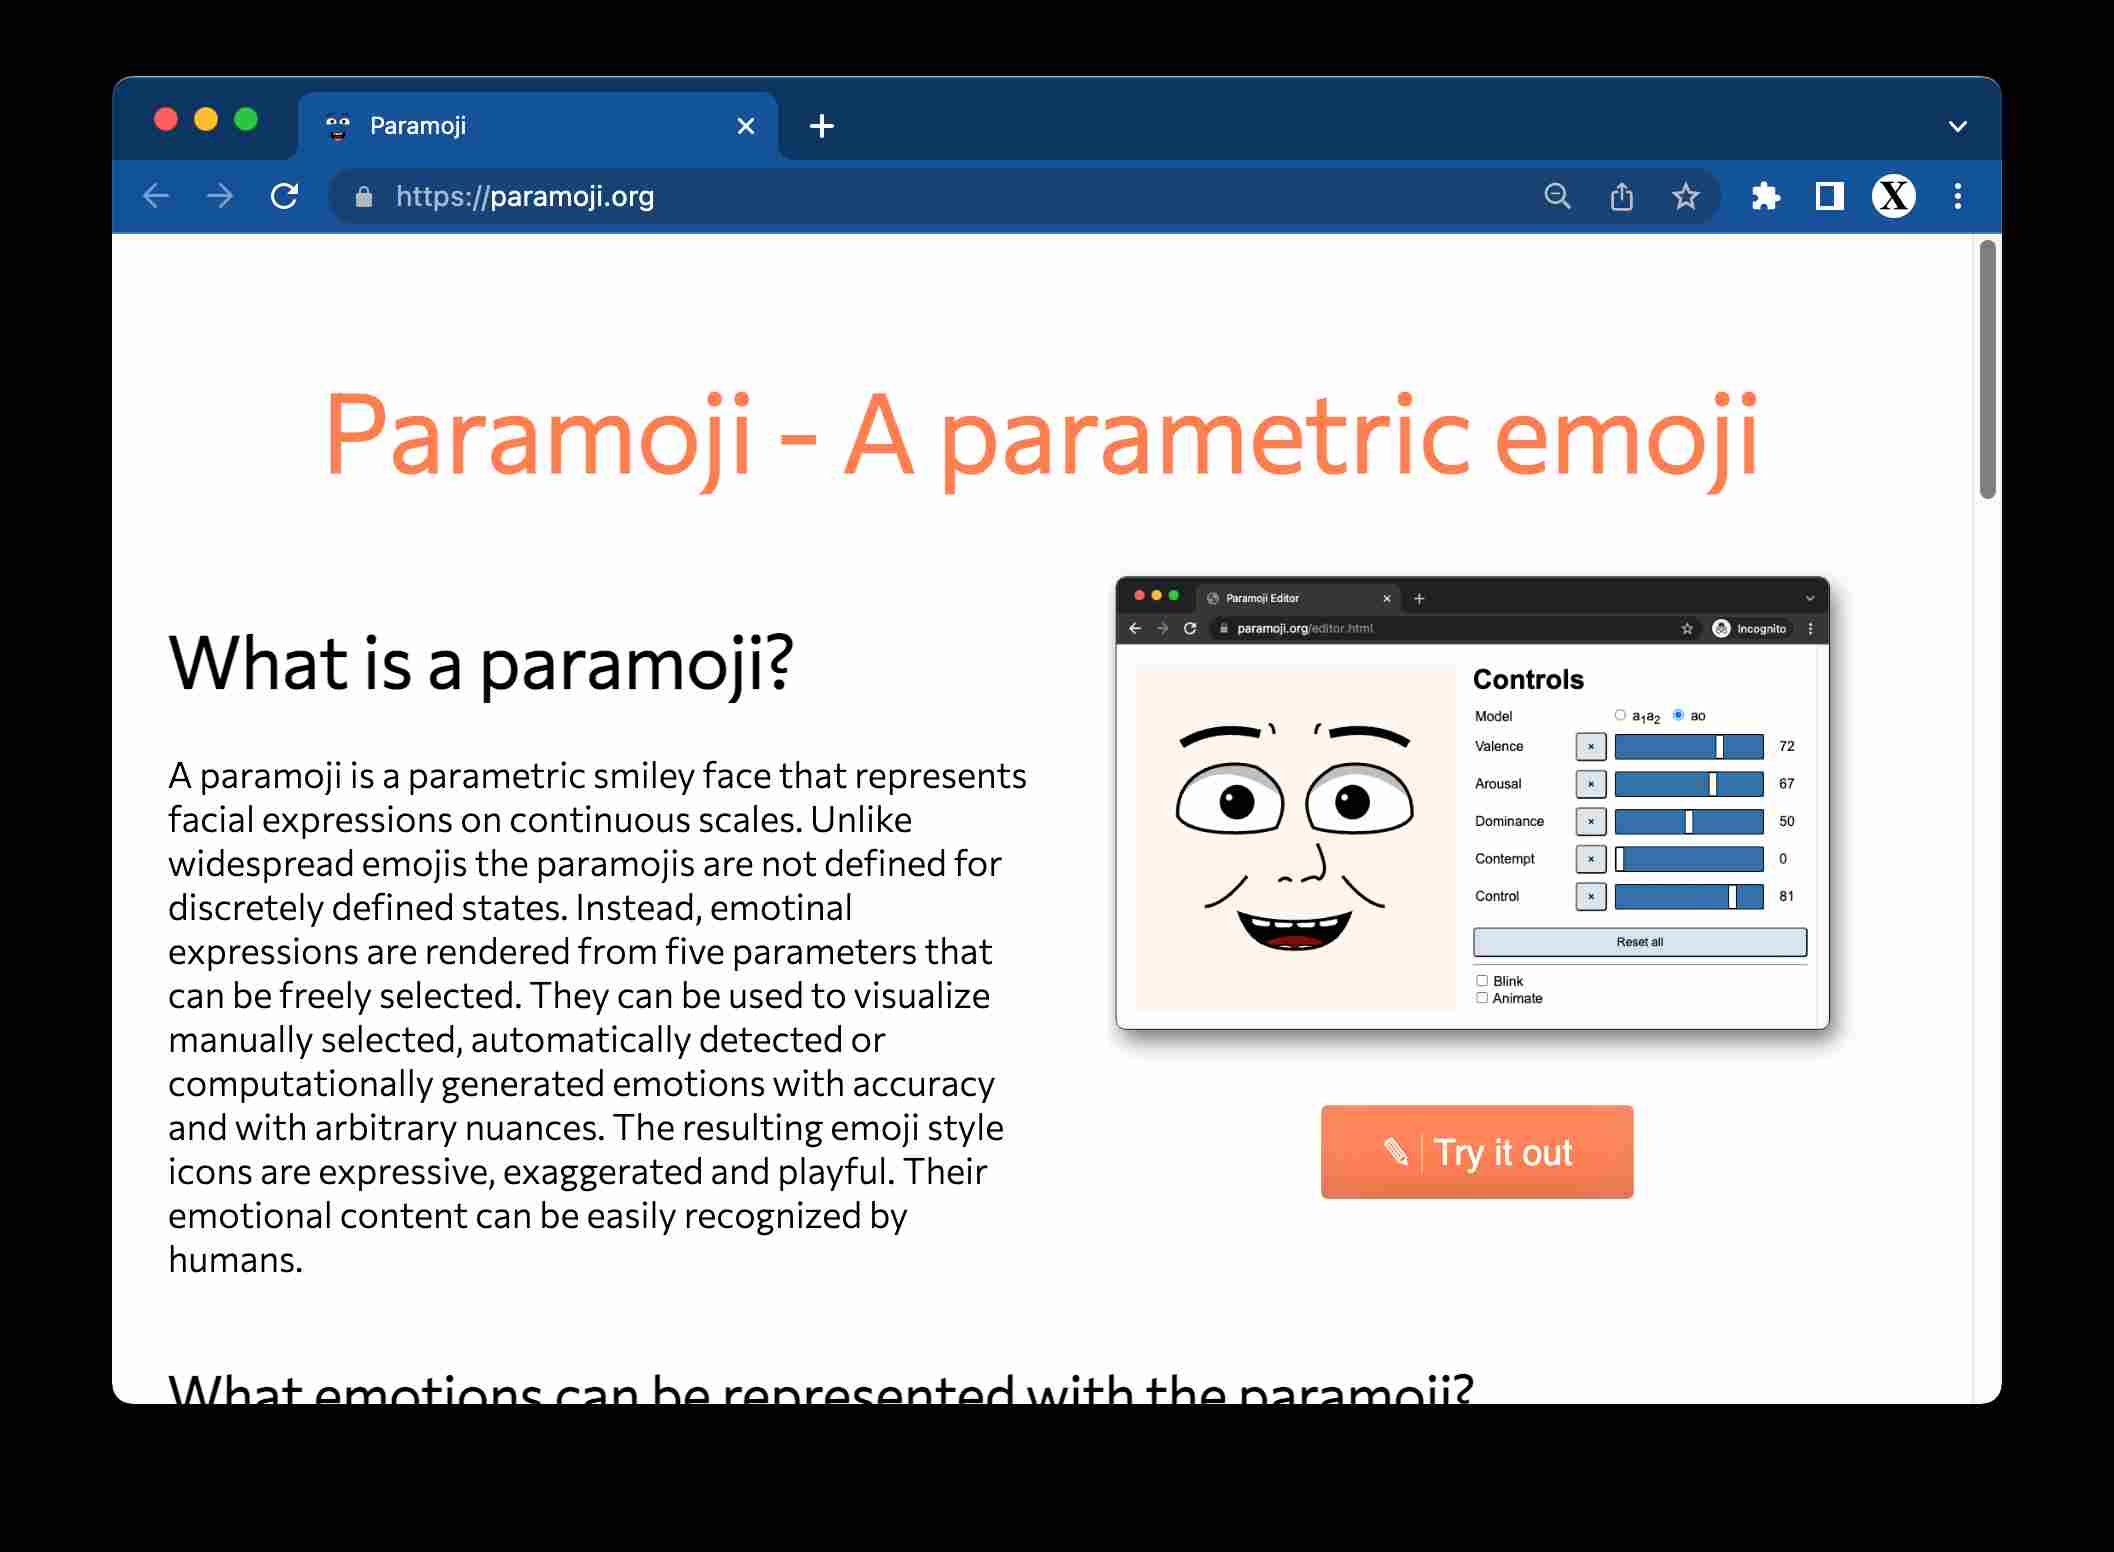 Paramoji
https://paramoji.org
X
Paramoji - A parametric emoji
What is a paramoji?
A paramoji is a parametric smiley face that represents
facial expressions on continuous scales. Unlike
widespread emojis the paramojis are not defined for
discretely defined states. Instead, emotinal
expressions are rendered from five parameters that
can be freely selected. They can be used to visualize
manually selected, automatically detected or
computationally generated emotions with accuracy
and with arbitrary nuances. The resulting emoji style
icons are expressive, exaggerated and playful. Their
emotional content can be easily recognized by
humans.
Paramoji Editor
paramoji.org/editor.html Incognito
Controls
Model a₁a₂ ao
Valence × 72
Arousal × 67
Dominance × 50
Contempt × 0
Control × 81
Reset all
Blink
Animate
Try it out
What emotions can be represented with the paramoji?